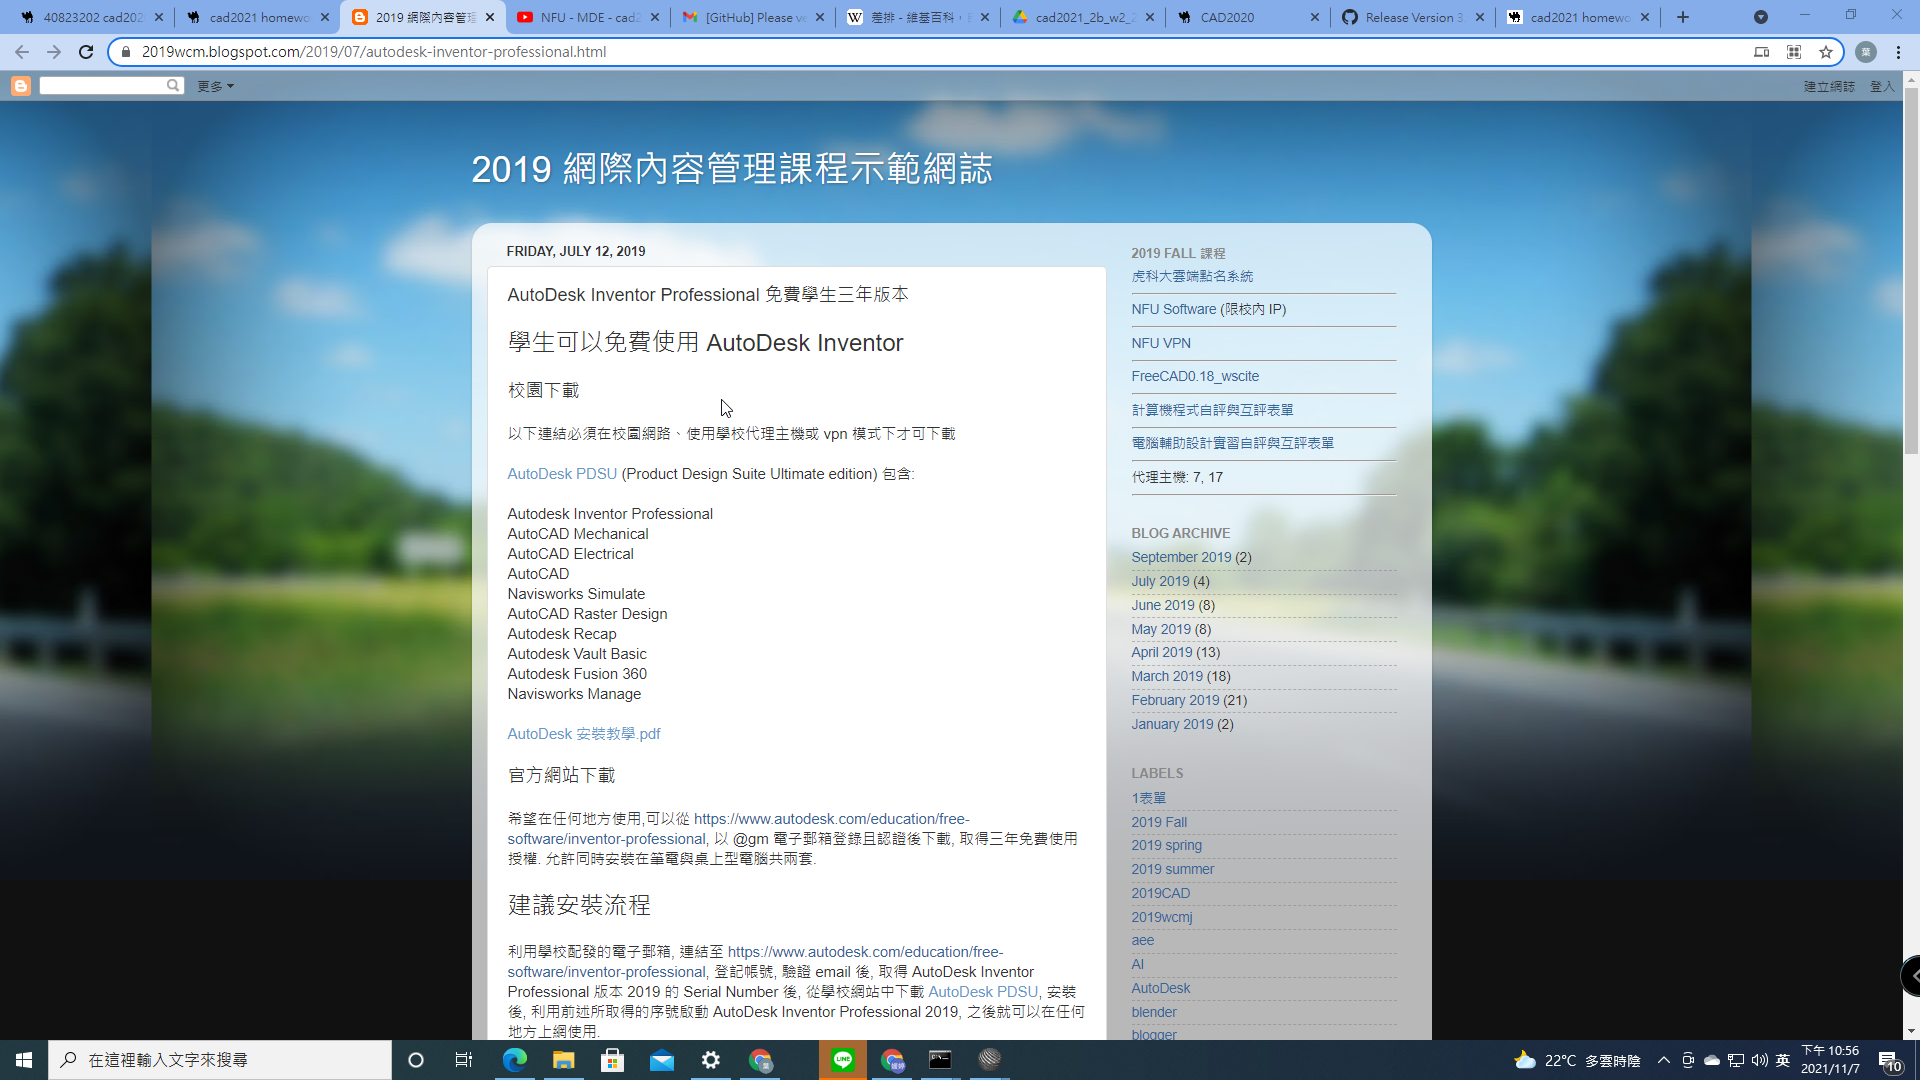 40823202 cad202
cad2021 homewo
2019 網際內容管理
NFU - MDE - cad2
[GitHub] Please ve
差排 - 維基百科，
cad2021_2b_w2_2
CAD2020
Release Version 3
cad2021 homewo
2019wcm.blogspot.com/2019/07/autodesk-inventor-professional.html
更多
建立網誌
登入
2019 網際內容管理課程示範網誌
FRIDAY, JULY 12, 2019
AutoDesk Inventor Professional 免費學生三年版本
學生可以免費使用 AutoDesk Inventor
校園下載
以下連結必須在校園網路、使用學校代理主機或 vpn 模式下才可下載
AutoDesk PDSU (Product Design Suite Ultimate edition) 包含:
Autodesk Inventor Professional
AutoCAD Mechanical
AutoCAD Electrical
AutoCAD
Navisworks Simulate
AutoCAD Raster Design
Autodesk Recap
Autodesk Vault Basic
Autodesk Fusion 360
Navisworks Manage
AutoDesk 安裝教學.pdf
官方網站下載
希望在任何地方使用,可以從 https://www.autodesk.com/education/free-
software/inventor-professional, 以 @gm 電子郵箱登錄且認證後下載, 取得三年免費使用
授權. 允許同時安裝在筆電與桌上型電腦共兩套.
建議安裝流程
利用學校配發的電子郵箱, 連結至 https://www.autodesk.com/education/free-
software/inventor-professional, 登記帳號, 驗證 email 後, 取得 AutoDesk Inventor
Professional 版本 2019 的 Serial Number 後, 從學校網站中下載 AutoDesk PDSU, 安裝
後, 利用前述所取得的序號啟動 AutoDesk Inventor Professional 2019, 之後就可以在任何
地方上網使用.
2019 FALL 課程
虎科大雲端點名系統
NFU Software (限校內 IP)
NFU VPN
FreeCAD0.18_wscite
計算機程式自評與互評表單
電腦輔助設計實習自評與互評表單
代理主機: 7, 17
BLOG ARCHIVE
September 2019 (2)
July 2019 (4)
June 2019 (8)
May 2019 (8)
April 2019 (13)
March 2019 (18)
February 2019 (21)
January 2019 (2)
LABELS
1表單
2019 Fall
2019 spring
2019 summer
2019CAD
2019wcmj
aee
AI
AutoDesk
blender
blogger
在這裡輸入文字來搜尋
22°C 多雲時陰
英
下午 10:56
2021/11/7
10